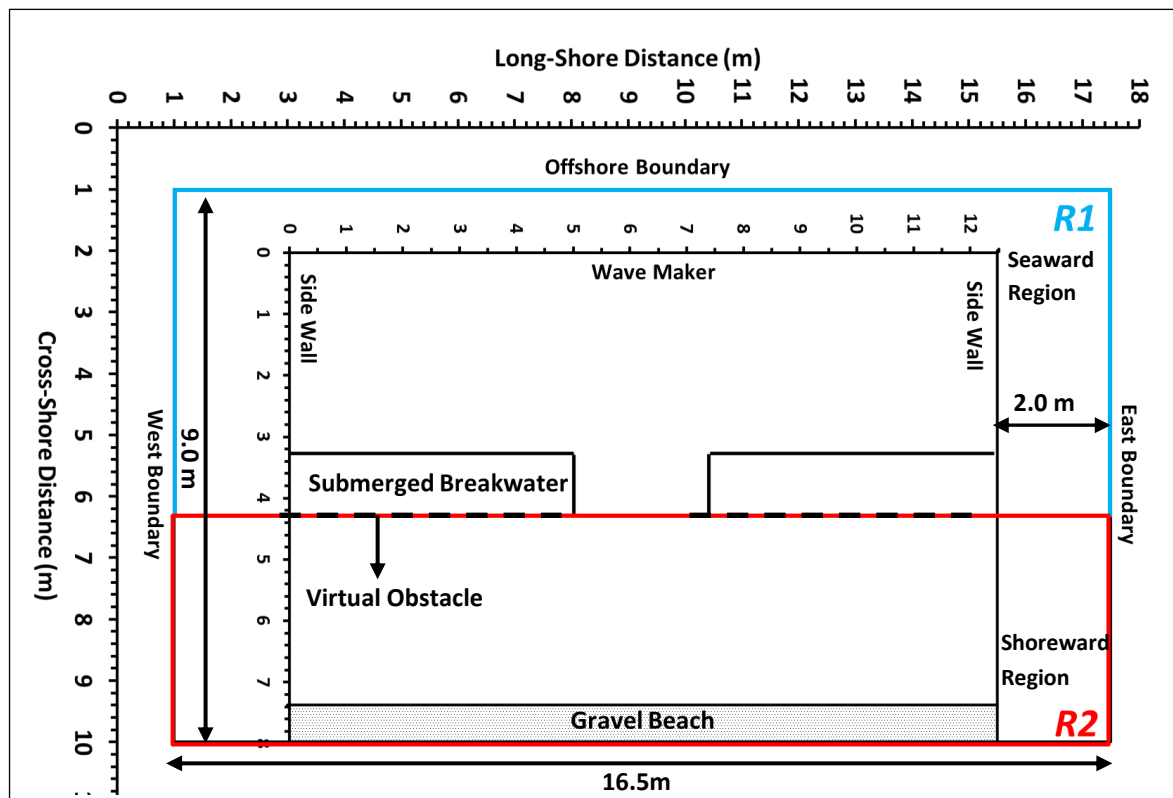 Long-Shore Distance (m)
0 1 2 3 4 5 6 7 8 9 10 11 12 13 14 15 16 17 18
Cross-Shore Distance (m)
0
1
2
3
4
5
6
7
8
9
10
Offshore Boundary
R1
0 1 2 3 4 5 6 7 8 9 10 11 12
0
1
2
3
4
5
6
7
8
Wave Maker
Side Wall
Side Wall
Seaward
Region
2.0 m
West Boundary
9.0 m
East Boundary
Submerged Breakwater
Virtual Obstacle
Shoreward
Region
Gravel Beach
R2
16.5m